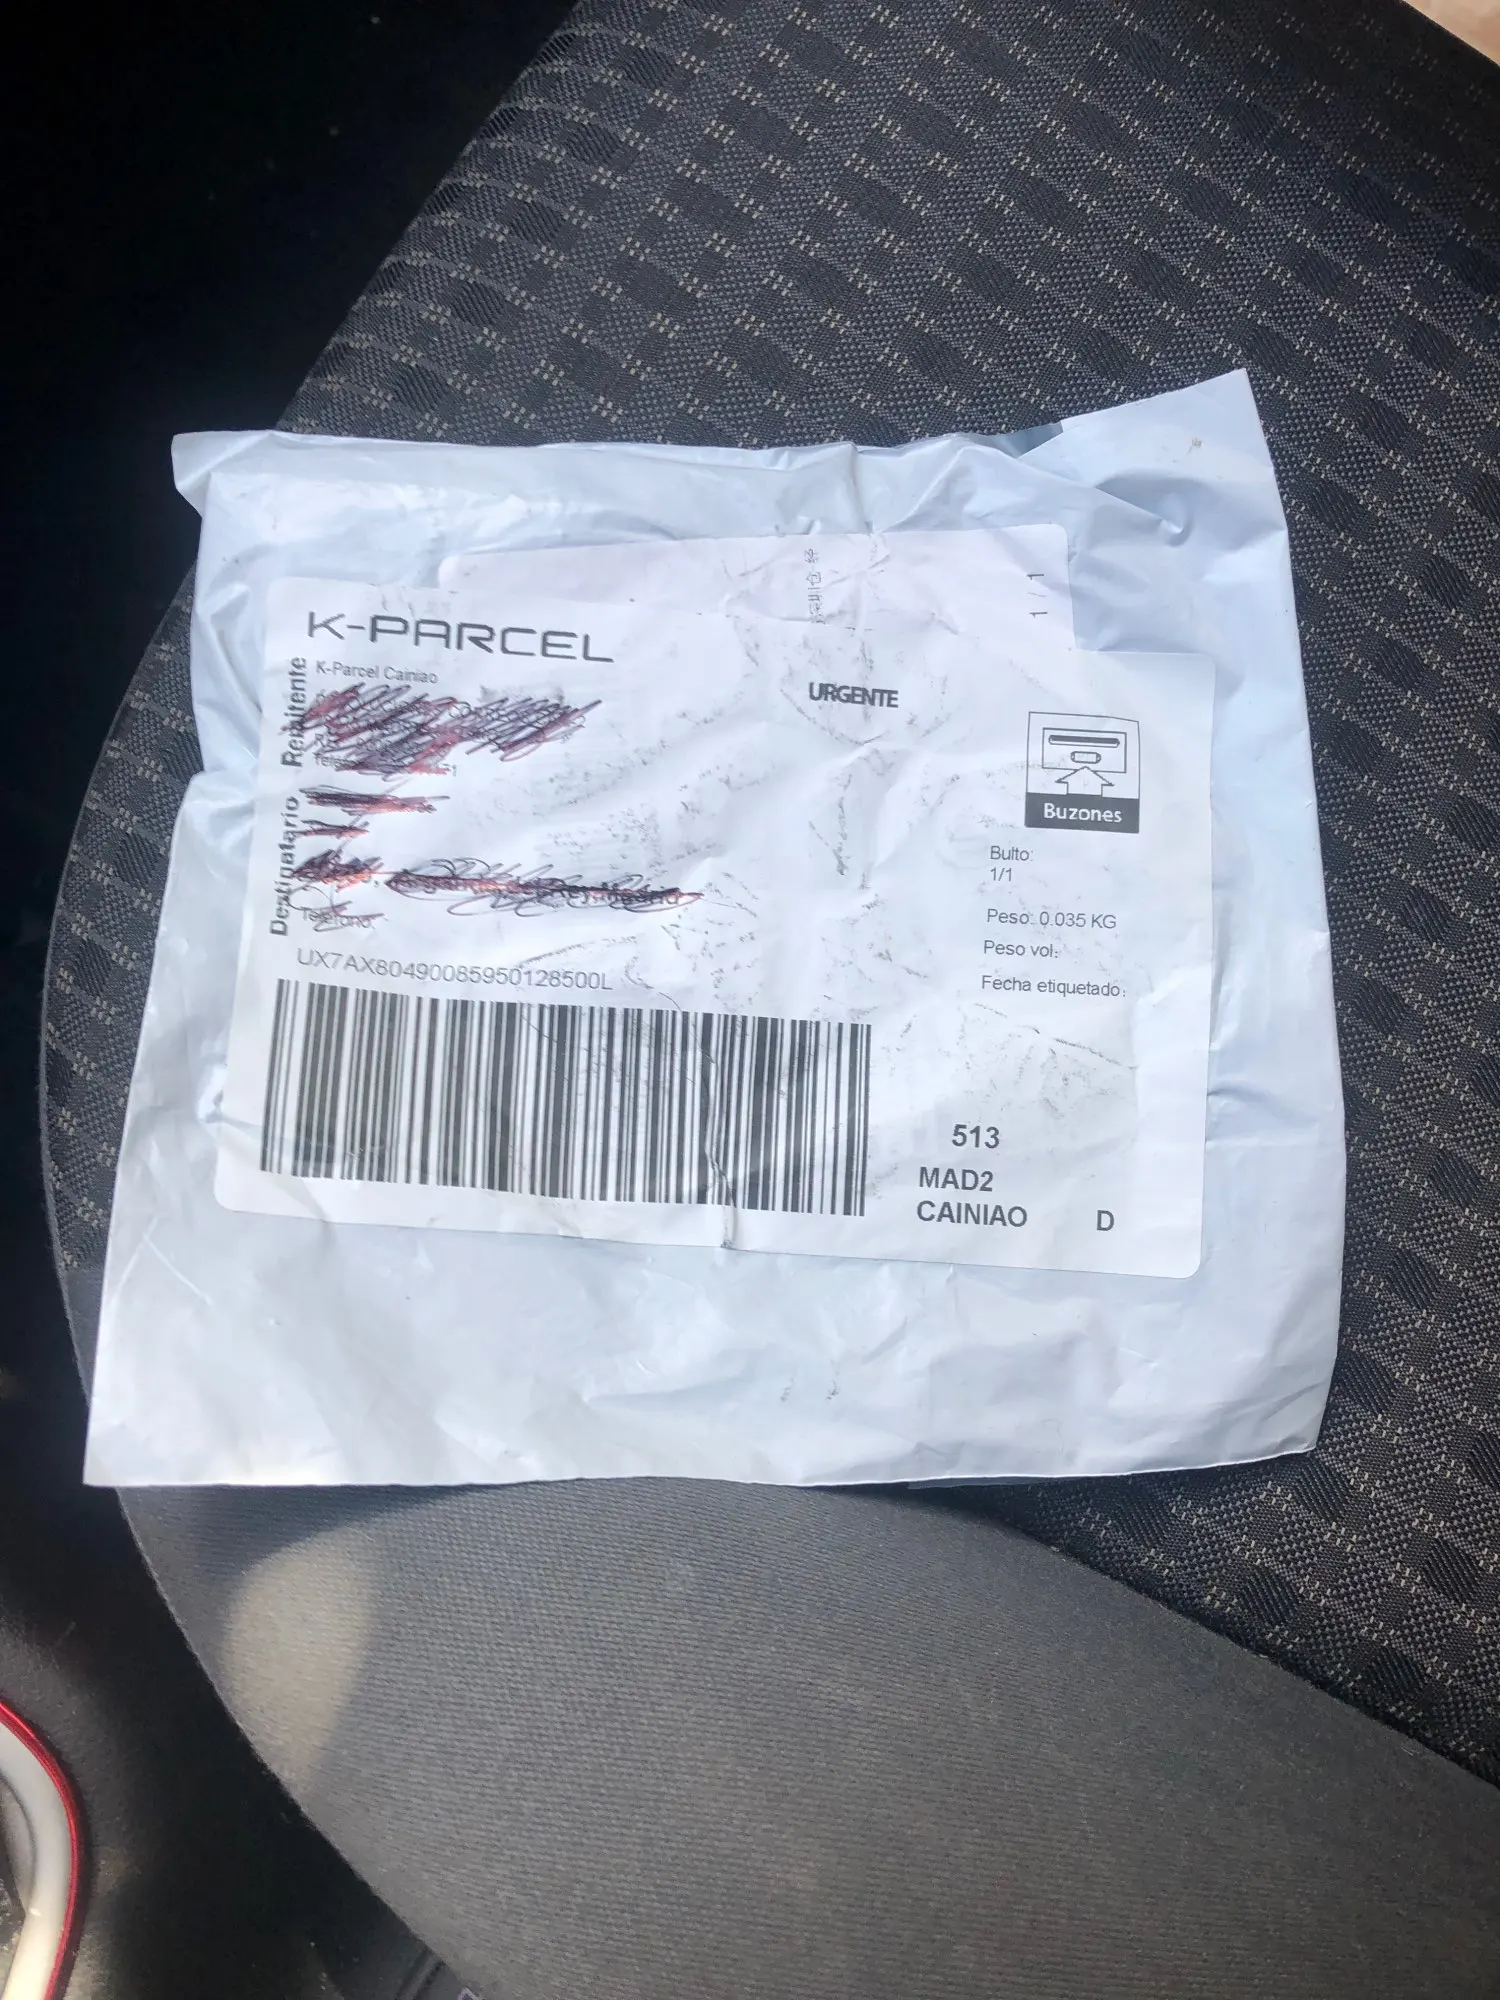 1 / 1
K-PARCEL
Remitente
K-Parcel Cainiao
URGENTE
Buzones
Destinatario
Teléfono:
Bulto:
1/1
Peso: 0.035 KG
Peso vol:
Fecha etiquetado:
UX7AX80490085950128500L
513
MAD2
CAINIAO D